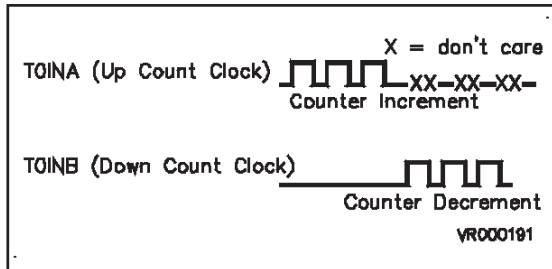 X = don't care
TOINA (Up Count Clock)
XX-XX-XX-
Counter Increment
TOINB (Down Count Clock)
Counter Decrement
VR000191